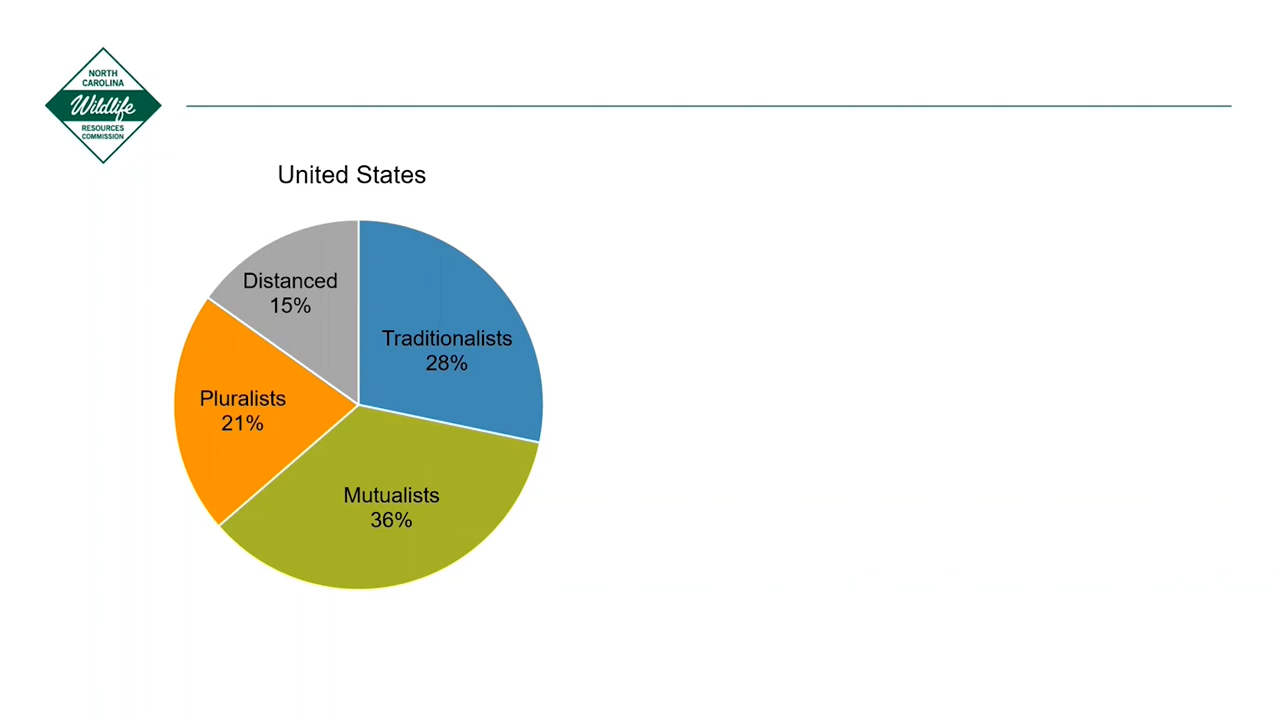 NORTH
CAROLINA
Wildlife
RESOURCES
COMMISSION
United States
Distanced
15%
Traditionalists
28%
Pluralists
21%
Mutualists
36%